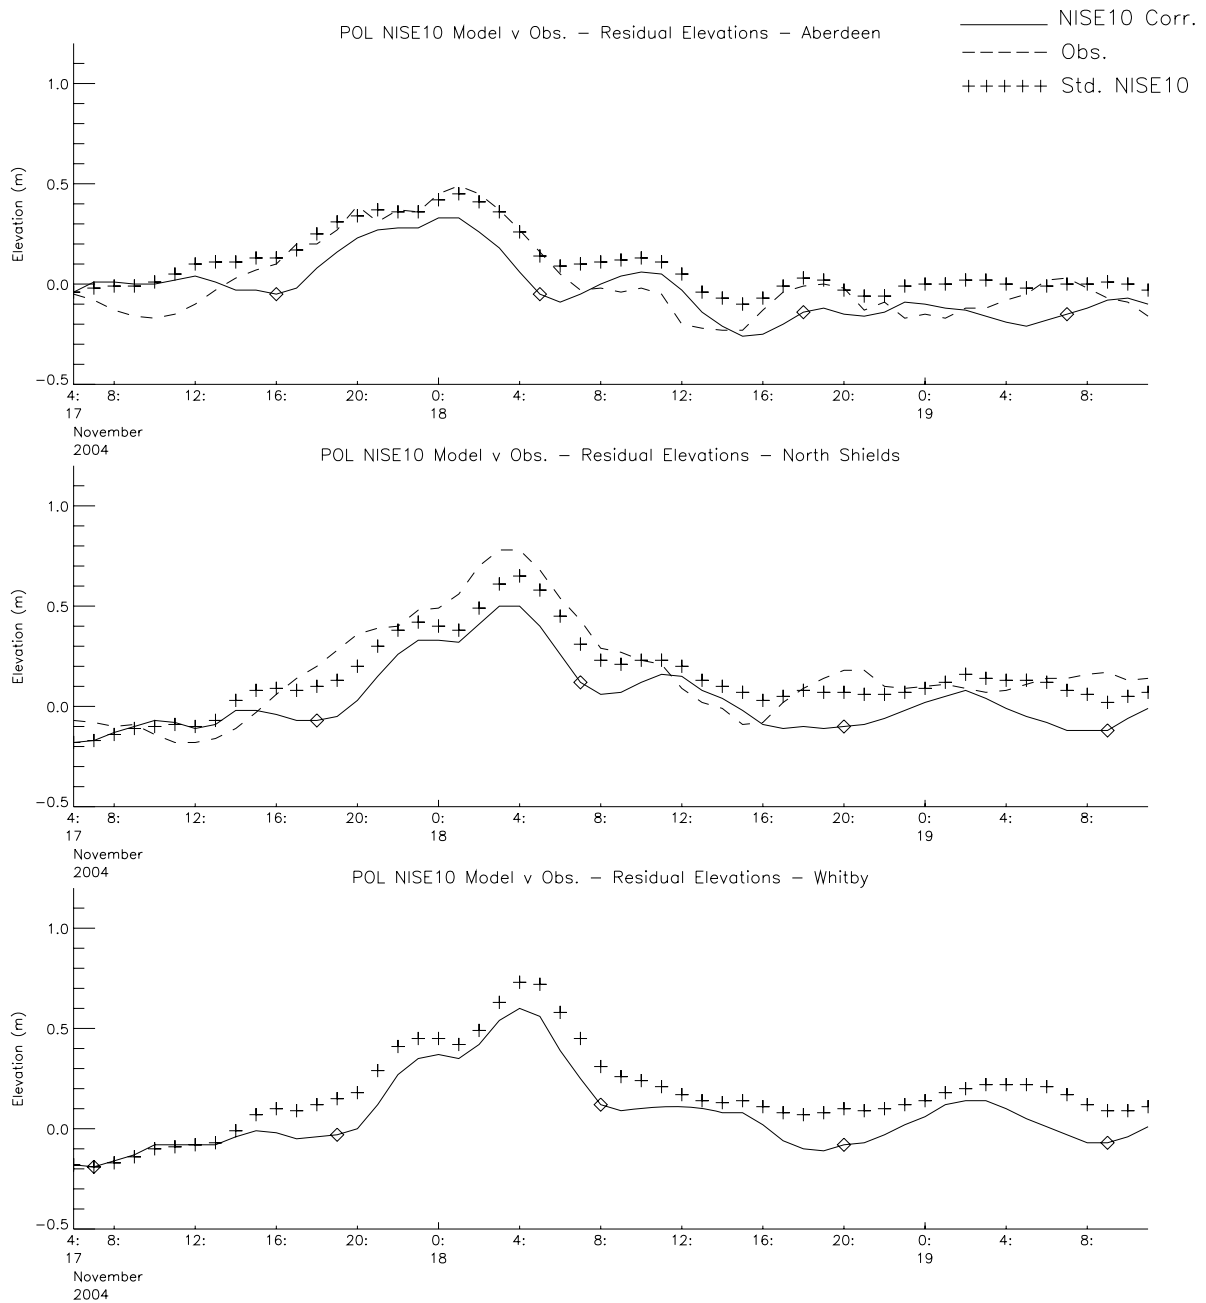 POL NISE10 Model v Obs. – Residual Elevations – Aberdeen
NISE10 Corr.
Obs.
Std. NISE10
Elevation (m)
1.0
0.5
0.0
−0.5
4: 8: 12: 16: 20: 0: 4: 8: 12: 16: 20: 0: 4: 8:
17 18 19
November
2004
POL NISE10 Model v Obs. – Residual Elevations – North Shields
Elevation (m)
1.0
0.5
0.0
−0.5
4: 8: 12: 16: 20: 0: 4: 8: 12: 16: 20: 0: 4: 8:
17 18 19
November
2004
POL NISE10 Model v Obs. – Residual Elevations – Whitby
Elevation (m)
1.0
0.5
0.0
−0.5
4: 8: 12: 16: 20: 0: 4: 8: 12: 16: 20: 0: 4: 8:
17 18 19
November
2004